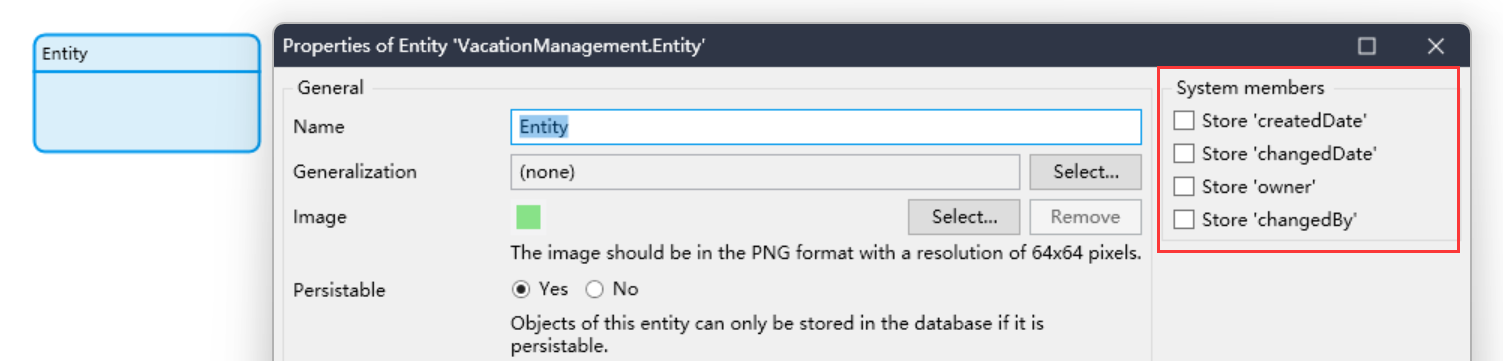 Entity
Properties of Entity 'VacationManagement.Entity'
General
Name
Entity
Generalization
(none)
Select...
Image
Select...
Remove
The image should be in the PNG format with a resolution of 64x64 pixels.
Persistable
Yes
No
Objects of this entity can only be stored in the database if it is
persistable.
System members
Store 'createdDate'
Store 'changedDate'
Store 'owner'
Store 'changedBy'